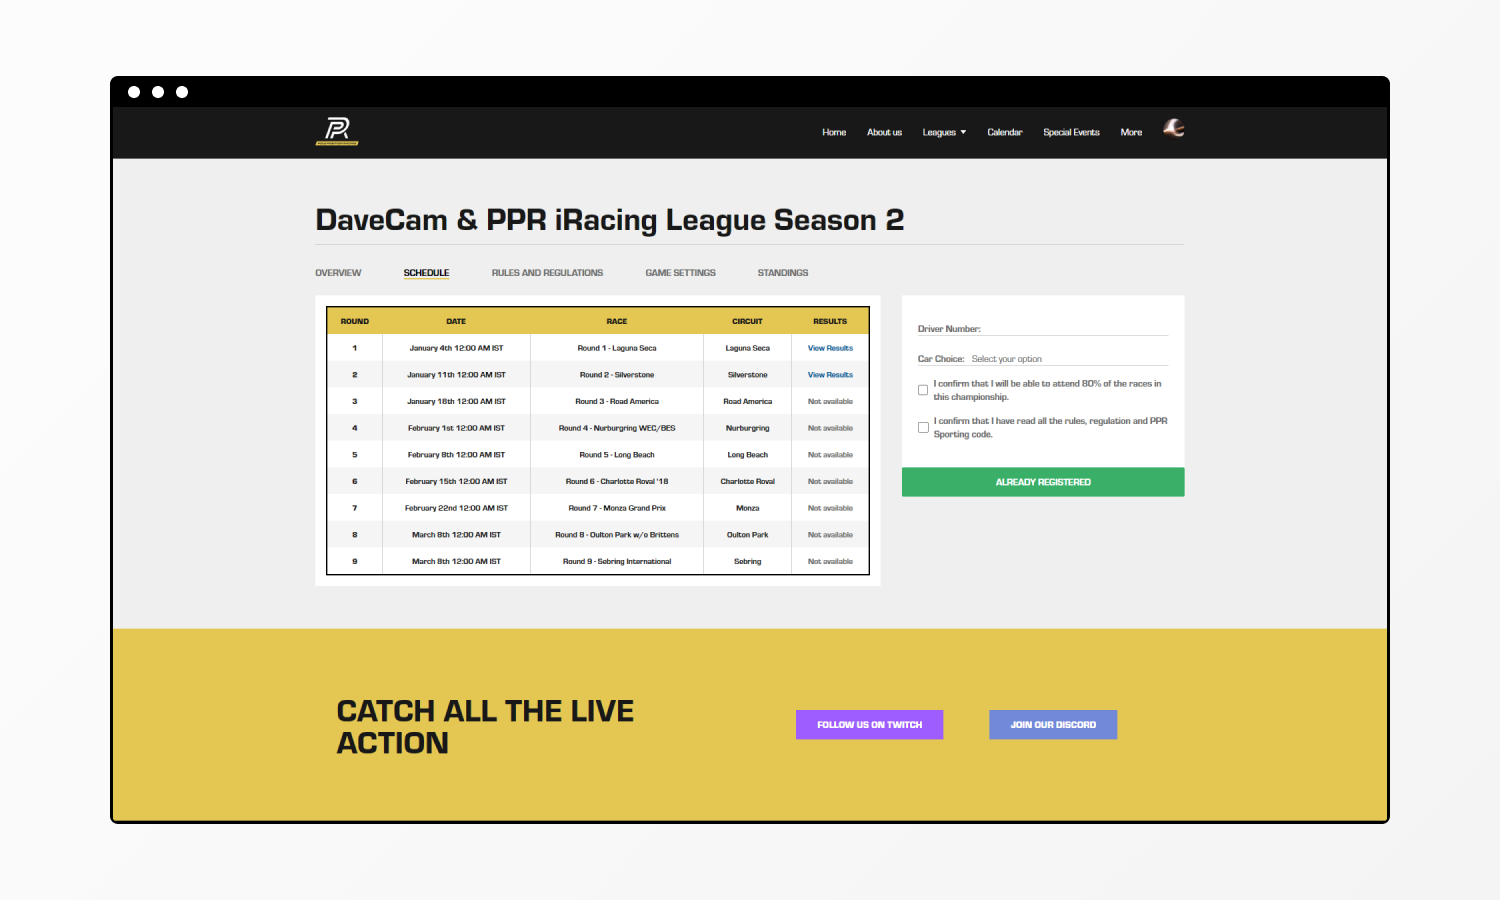 Home About us Leagues Calendar Special Events More
DaveCam & PPR iRacing League Season 2
OVERVIEW SCHEDULE RULES AND REGULATIONS GAME SETTINGS STANDINGS
ROUND DATE RACE CIRCUIT RESULTS
1 January 4th 12:00 AM IST Round 1 - Laguna Seca Laguna Seca View Results
2 January 11th 12:00 AM IST Round 2 - Silverstone Silverstone View Results
3 January 18th 12:00 AM IST Round 3 - Road America Road America Not available
4 February 1st 12:00 AM IST Round 4 - Nurburgring WEC/BES Nurburgring Not available
5 February 8th 12:00 AM IST Round 5 - Long Beach Long Beach Not available
6 February 15th 12:00 AM IST Round 6 - Charlotte Roval '18 Charlotte Roval Not available
7 February 22nd 12:00 AM IST Round 7 - Monza Grand Prix Monza Not available
8 March 8th 12:00 AM IST Round 8 - Oulton Park w/o Brittens Oulton Park Not available
9 March 8th 12:00 AM IST Round 9 - Sebring International Sebring Not available
Driver Number:
Car Choice: Select your option
I confirm that I will be able to attend 80% of the races in
this championship.
I confirm that I have read all the rules, regulation and PPR
Sporting code.
ALREADY REGISTERED
CATCH ALL THE LIVE
ACTION
FOLLOW US ON TWITCH JOIN OUR DISCORD